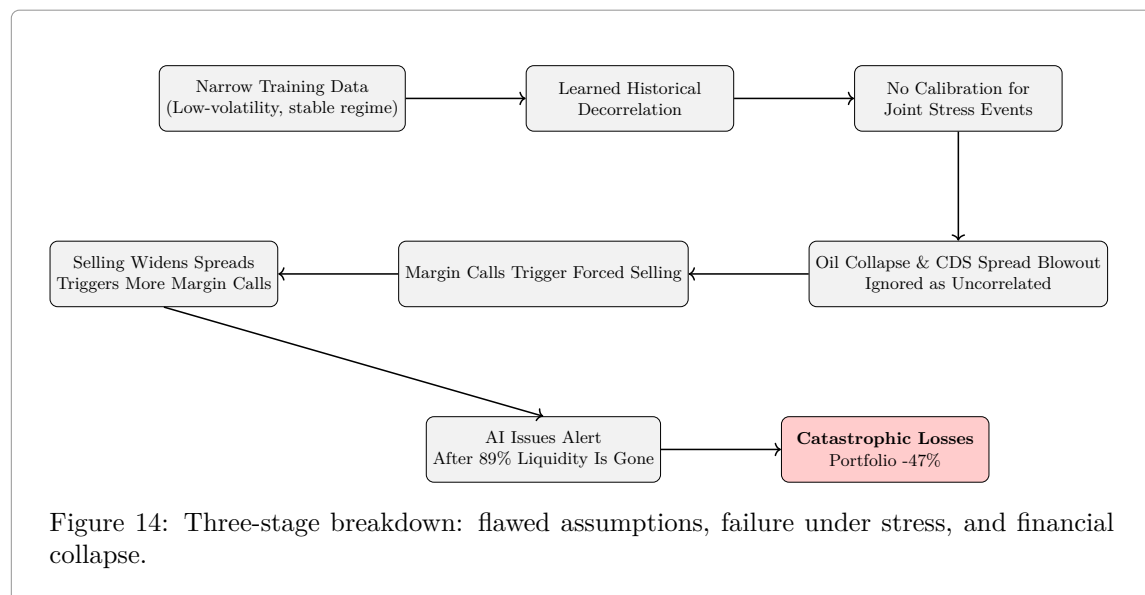 Narrow Training Data
(Low-volatility, stable regime)
Learned Historical
Decorrelation
No Calibration for
Joint Stress Events
Oil Collapse & CDS Spread Blowout
Ignored as Uncorrelated
Margin Calls Trigger Forced Selling
Selling Widens Spreads
Triggers More Margin Calls
AI Issues Alert
After 89% Liquidity Is Gone
Catastrophic Losses
Portfolio -47%
Figure 14: Three-stage breakdown: flawed assumptions, failure under stress, and financial
collapse.